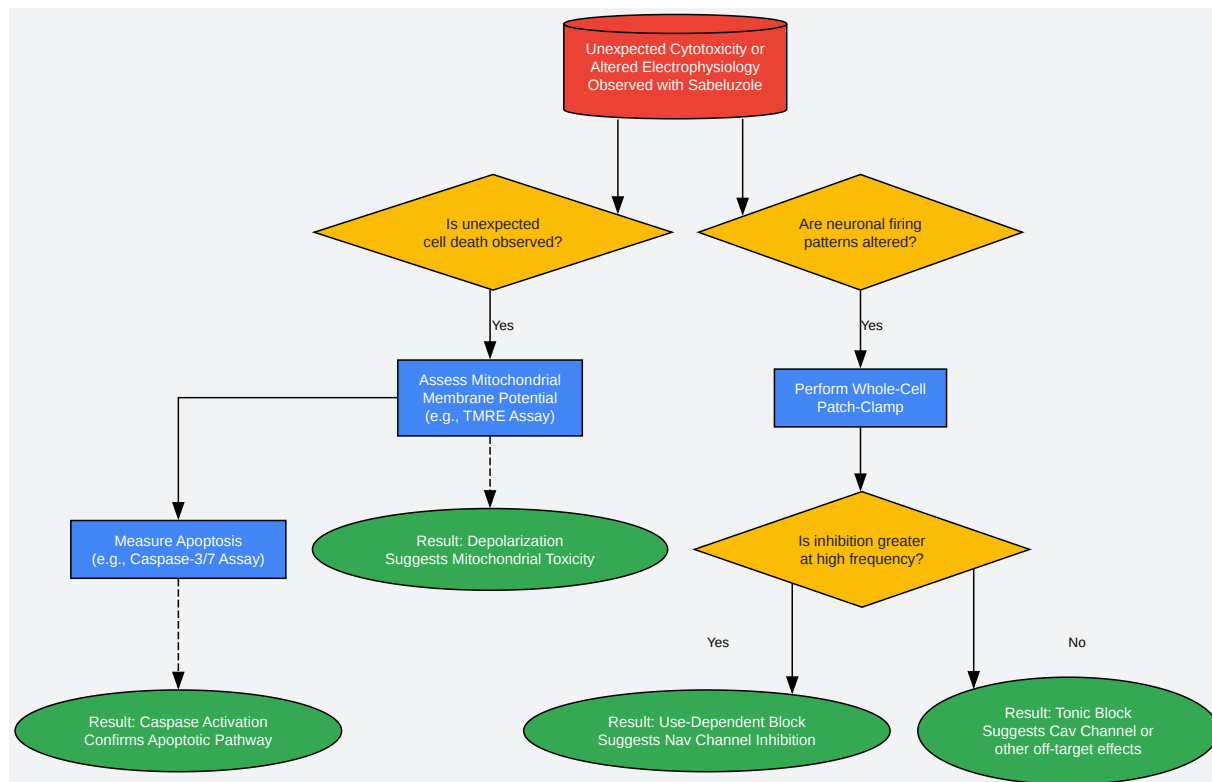 Unexpected Cytotoxicity or
Altered Electrophysiology
Observed with Sabeluzole
Is unexpected
cell death observed?
Are neuronal firing
patterns altered?
Yes
Yes
Assess Mitochondrial
Membrane Potential
(e.g., TMRE Assay)
Perform Whole-Cell
Patch-Clamp
Measure Apoptosis
(e.g., Caspase-3/7 Assay)
Result: Depolarization
Suggests Mitochondrial Toxicity
Is inhibition greater
at high frequency?
Yes
No
Result: Caspase Activation
Confirms Apoptotic Pathway
Result: Use-Dependent Block
Suggests Nav Channel Inhibition
Result: Tonic Block
Suggests Cav Channel or
other off-target effects